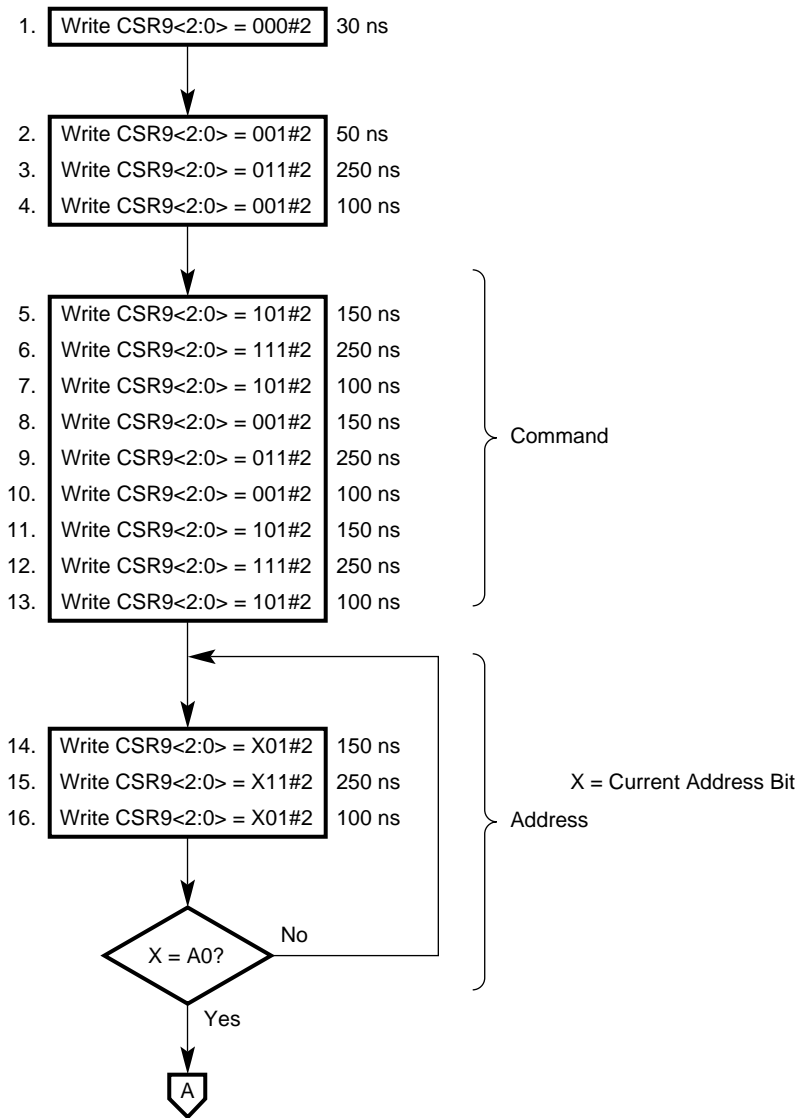 1. Write CSR9<2:0> = 000#2 30 ns
2. Write CSR9<2:0> = 001#2 50 ns
3. Write CSR9<2:0> = 011#2 250 ns
4. Write CSR9<2:0> = 001#2 100 ns
5. Write CSR9<2:0> = 101#2 150 ns
6. Write CSR9<2:0> = 111#2 250 ns
7. Write CSR9<2:0> = 101#2 100 ns
8. Write CSR9<2:0> = 001#2 150 ns
9. Write CSR9<2:0> = 011#2 250 ns
10. Write CSR9<2:0> = 001#2 100 ns
11. Write CSR9<2:0> = 101#2 150 ns
12. Write CSR9<2:0> = 111#2 250 ns
13. Write CSR9<2:0> = 101#2 100 ns
Command
14. Write CSR9<2:0> = X01#2 150 ns
15. Write CSR9<2:0> = X11#2 250 ns
16. Write CSR9<2:0> = X01#2 100 ns
X = Current Address Bit
Address
X = A0?
No
Yes
A